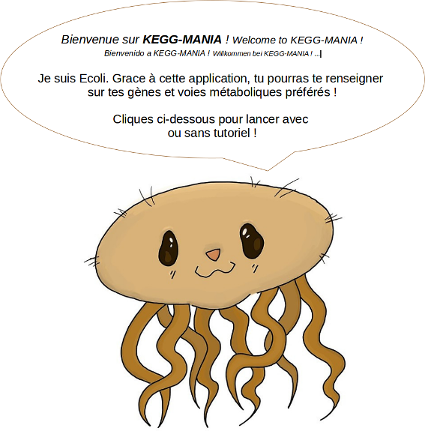 Bienvenue sur KEGG-MANIA ! Welcome to KEGG-MANIA !
Bienvenido a KEGG-MANIA ! Willkommen bei KEGG-MANIA ! ...|
Je suis Ecoli. Grace à cette application, tu pourras te renseigner
sur tes gènes et voies métaboliques préférés !
Cliques ci-dessous pour lancer avec
ou sans tutoriel !